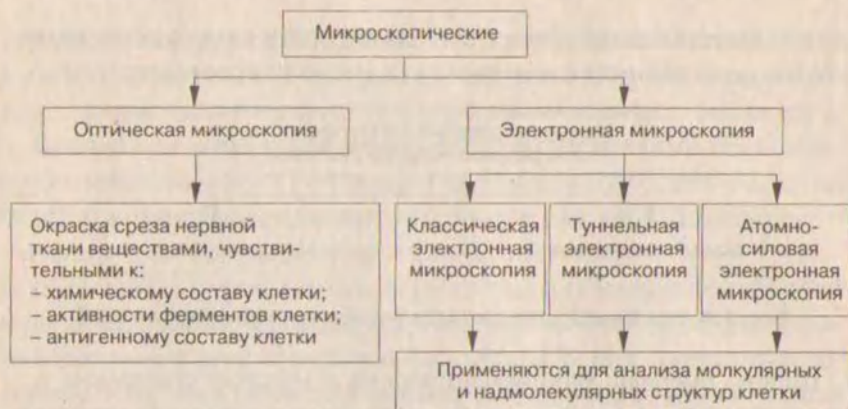 Микроскопические
Оптическая микроскопия
Электронная микроскопия
Окраска среза нервной
ткани веществами, чувстви-
тельными к:
– химическому составу клетки;
– активности ферментов клетки;
– антигенному составу клетки
Классическая
электронная
микроскопия
Туннельная
электронная
микроскопия
Атомно-
силовая
электронная
микроскопия
Применяются для анализа молкулярных
и надмолекулярных структур клетки